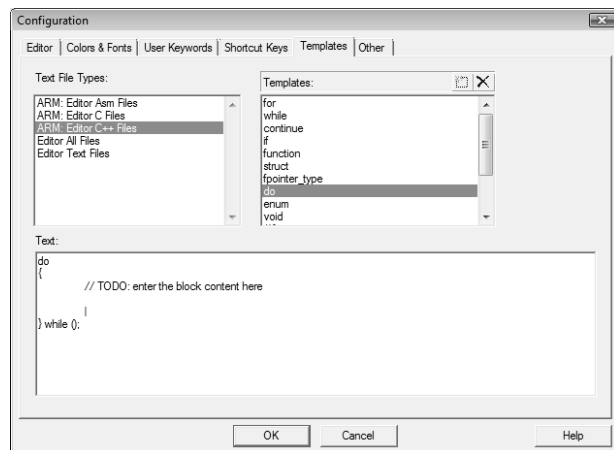 Configuration
Editor
Colors & Fonts
User Keywords
Shortcut Keys
Templates
Other
Text File Types:
ARM: Editor Asm Files
ARM: Editor C Files
ARM: Editor C++ Files
Editor All Files
Editor Text Files
Templates:
for
while
continue
if
function
struct
fpointer_type
do
enum
void
Text:
do
{
// TODO: enter the block content here
|
} while ();
OK
Cancel
Help